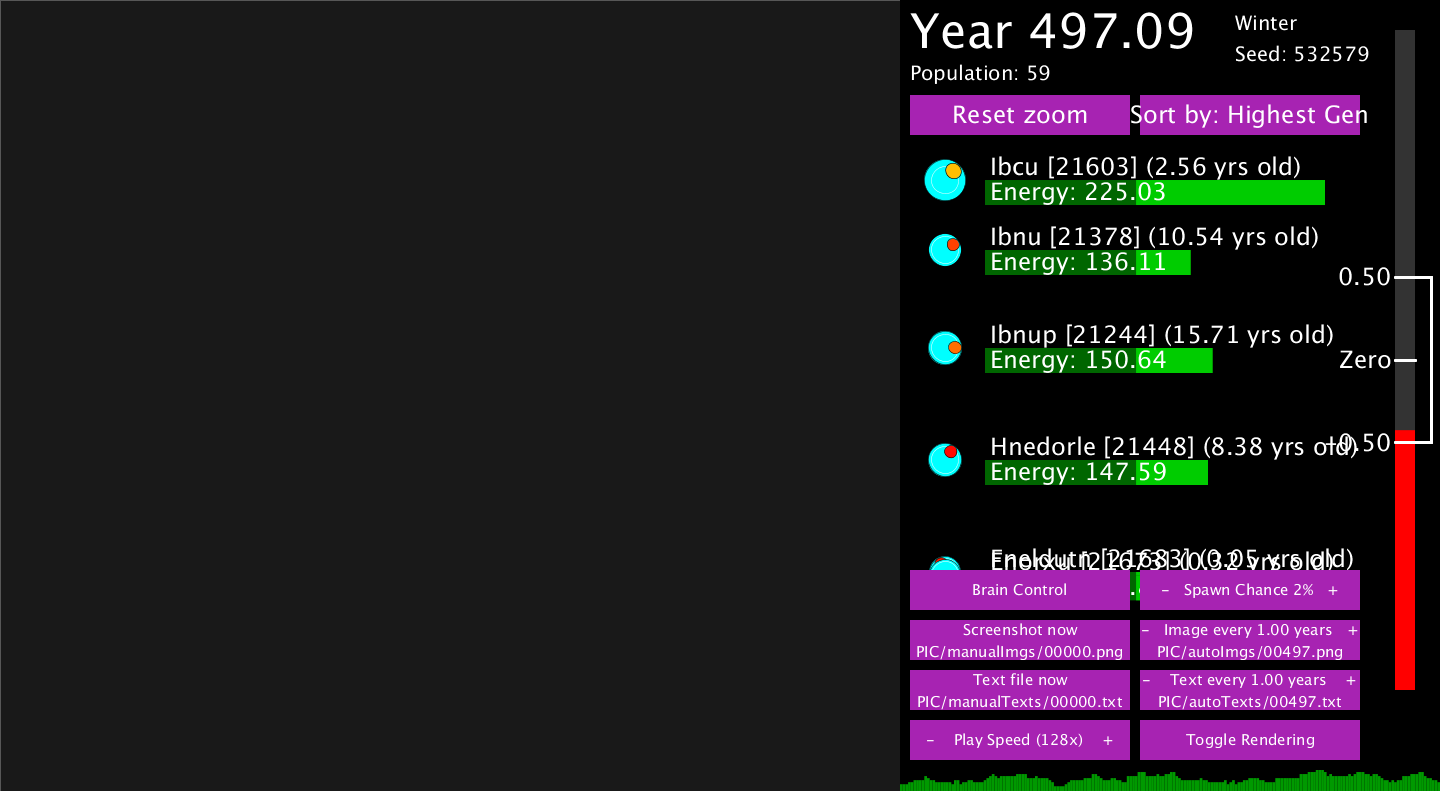 Year 497.09
Winter
Seed: 532579
Population: 59
Reset zoom
Sort by: Highest Gen
Ibcu [21603] (2.56 yrs old)
Energy: 225.03
Ibnu [21378] (10.54 yrs old)
Energy: 136.11
0.50
Ibnup [21244] (15.71 yrs old)
Energy: 150.64
Zero
Hnedorle [21448] (8.38 yrs old)
-0.50
Energy: 147.59
Brain Control
- Spawn Chance 2% +
Screenshot now
PIC/manualImgs/00000.png
- Image every 1.00 years +
PIC/autoImgs/00497.png
Text file now
PIC/manualTexts/00000.txt
- Text every 1.00 years +
PIC/autoTexts/00497.txt
- Play Speed (128x) +
Toggle Rendering